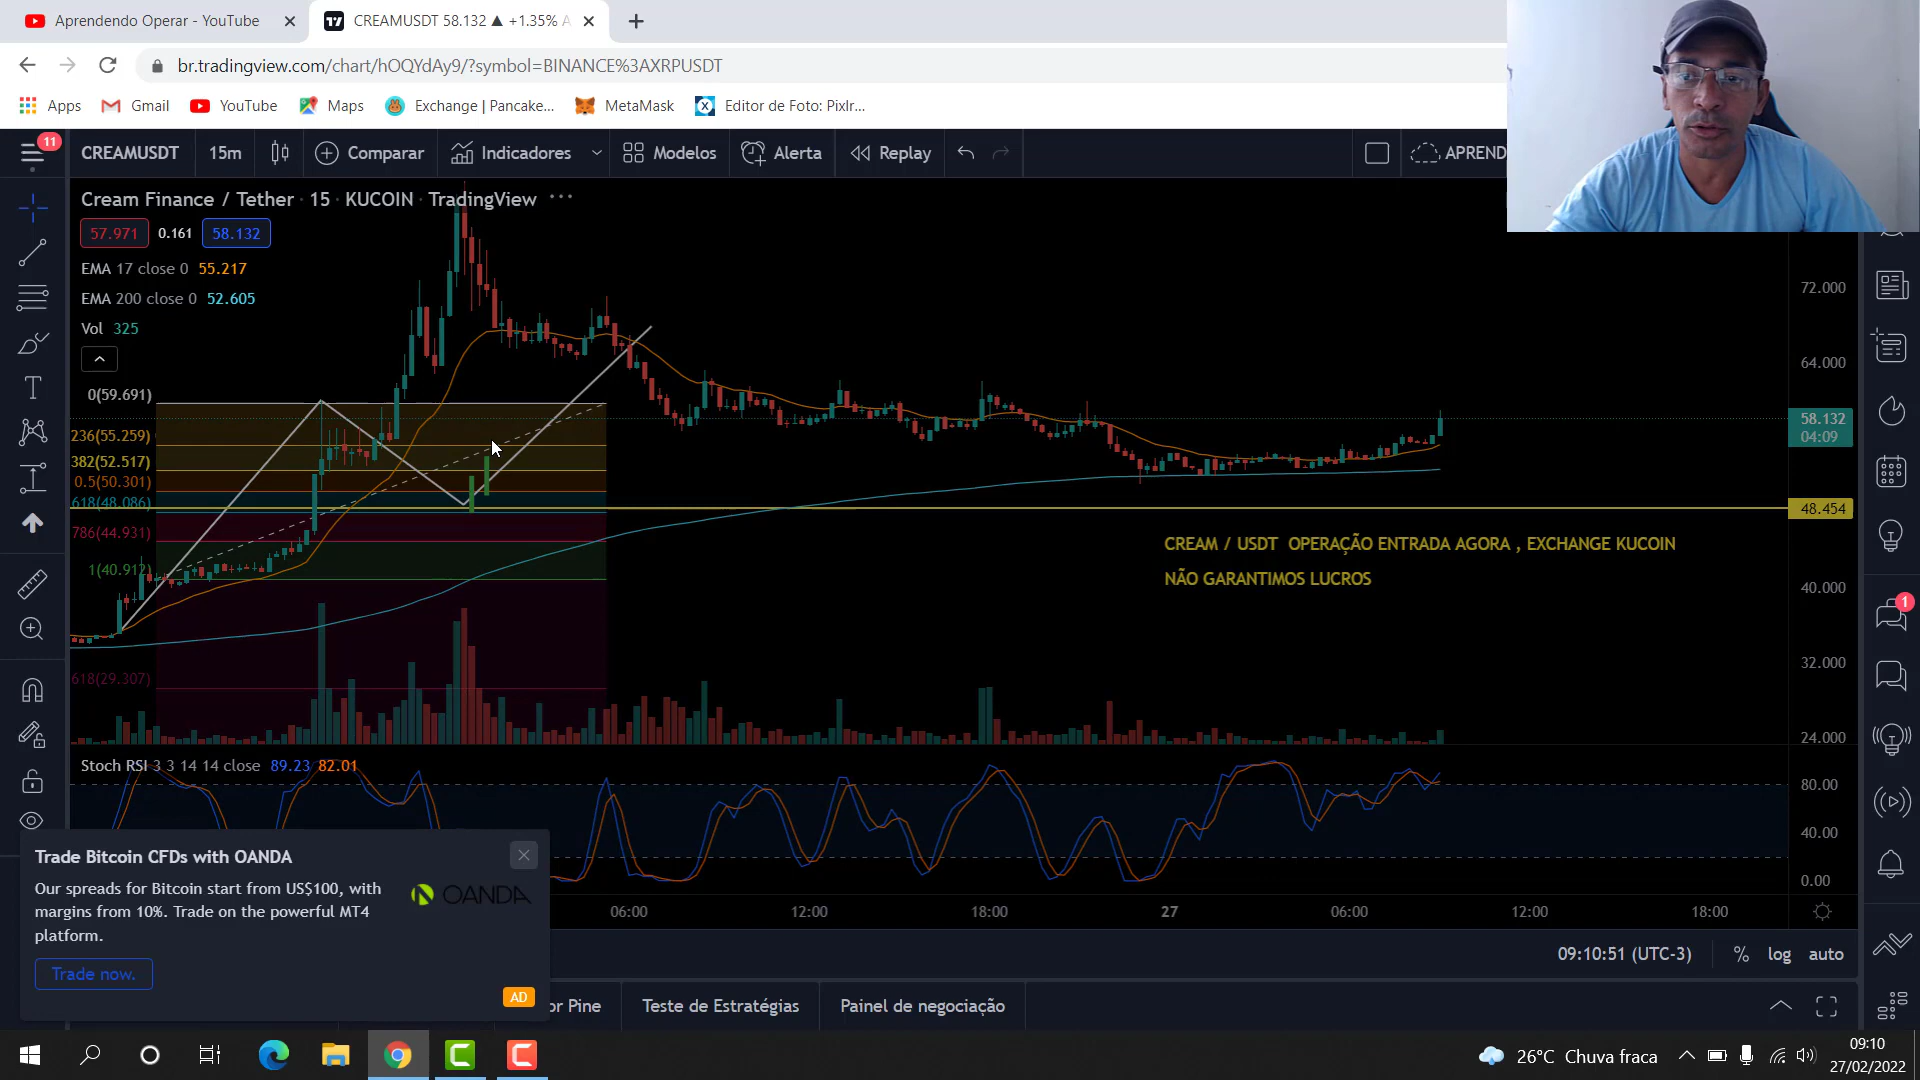 Aprendendo Operar - YouTube
CREAMUSDT 58.132 ▲ +1.35% A
br.tradingview.com/chart/hOQYdAy9/?symbol=BINANCE%3AXRPUSDT
Apps Gmail YouTube Maps Exchange | Pancake... MetaMask Editor de Foto: Pixlr...
11
CREAMUSDT 15m Comparar Indicadores Modelos Alerta Replay APREND
Cream Finance / Tether · 15 · KUCOIN · TradingView ···
57.971 0.161 58.132
EMA 17 close 0 55.217
EMA 200 close 0 52.605
Vol 325
72.000
64.000
0(59.691)
58.132
04:09
236(55.259)
382(52.517)
0.5(50.301)
618(48.086)
48.454
786(44.931)
CREAM / USDT OPERAÇÃO ENTRADA AGORA , EXCHANGE KUCOIN
1(40.912)
NÃO GARANTIMOS LUCROS
40.000
1
32.000
618(29.307)
24.000
Stoch RSI 3 3 14 14 close 89.23 82.01
80.00
40.00
0.00
Trade Bitcoin CFDs with OANDA
Our spreads for Bitcoin start from US$100, with
margins from 10%. Trade on the powerful MT4
platform.
OANDA
Trade now.
AD
06:00 12:00 18:00 27 06:00 12:00 18:00
09:10:51 (UTC-3) % log auto
or Pine Teste de Estratégias Painel de negociação
26°C Chuva fraca
09:10
27/02/2022